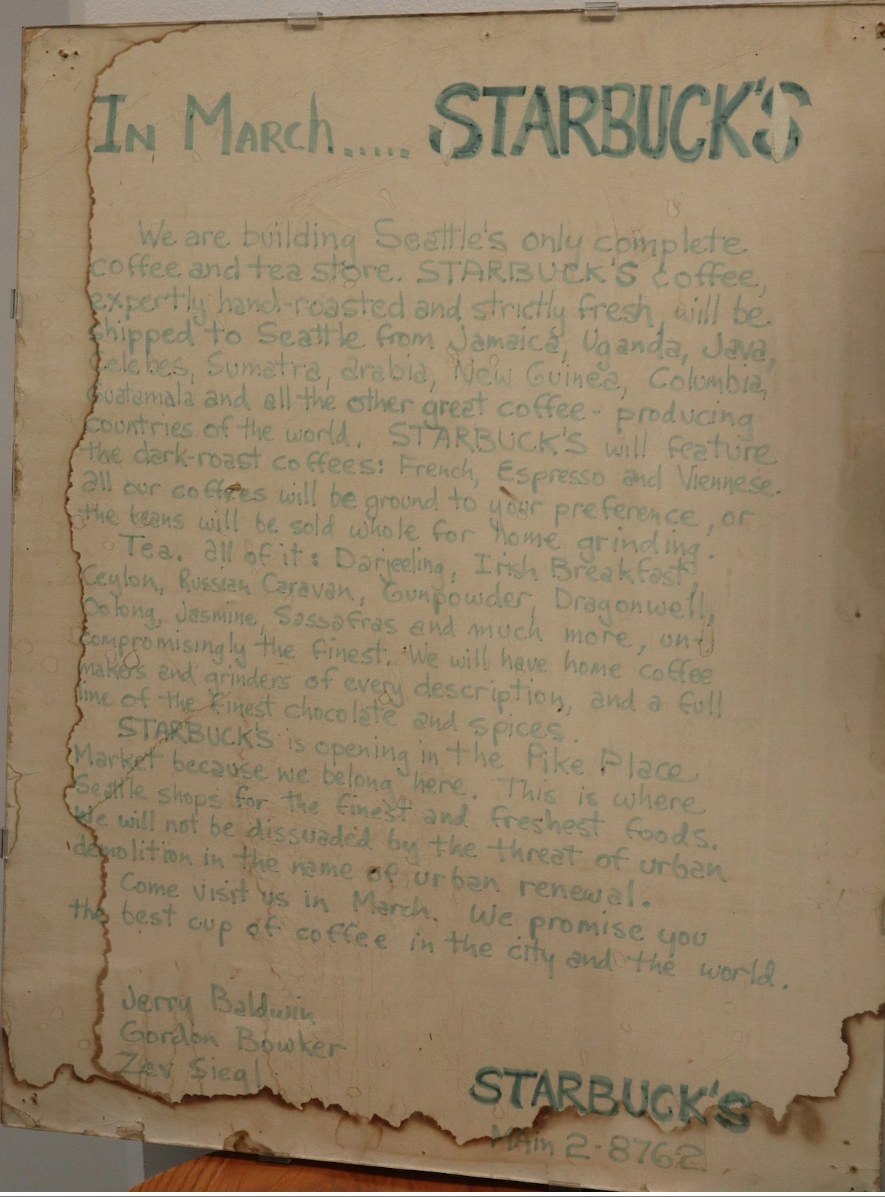 In March..... STARBUCK'S
We are building Seattle's only complete
coffee and tea store. STARBUCK'S coffee,
expertly hand-roasted and strictly fresh, will be
shipped to Seattle from Jamaica, Uganda, Java,
Celebes, Sumatra, arabia, New Guinea, Columbia,
Guatamala and all the other great coffee-producing
countries of the world. STARBUCK'S will feature
the dark-roast coffees: French, Espresso and Viennese.
all our coffees will be ground to your preference, or
the beans will be sold whole for home grinding.
Tea. all of it: Darjeeling, Irish Breakfast,
Ceylon, Russian Caravan, Gunpowder, Dragonwell,
Oolong, Jasmine, Sassafras and much more, un-
compromisingly the finest. We will have home coffee
makers and grinders of every description, and a full
line of the finest chocolate and spices.
STARBUCK'S is opening in the Pike Place
Market because we belong here. This is where
Seattle shops for the finest and freshest foods.
We will not be dissuaded by the threat of urban
demolition in the name of urban renewal.
Come visit us in March. We promise you
the best cup of coffee in the city and the world.
Jerry Baldwin
Gordon Bowker
Zev Siegl
STARBUCK'S
MAin 2-8762